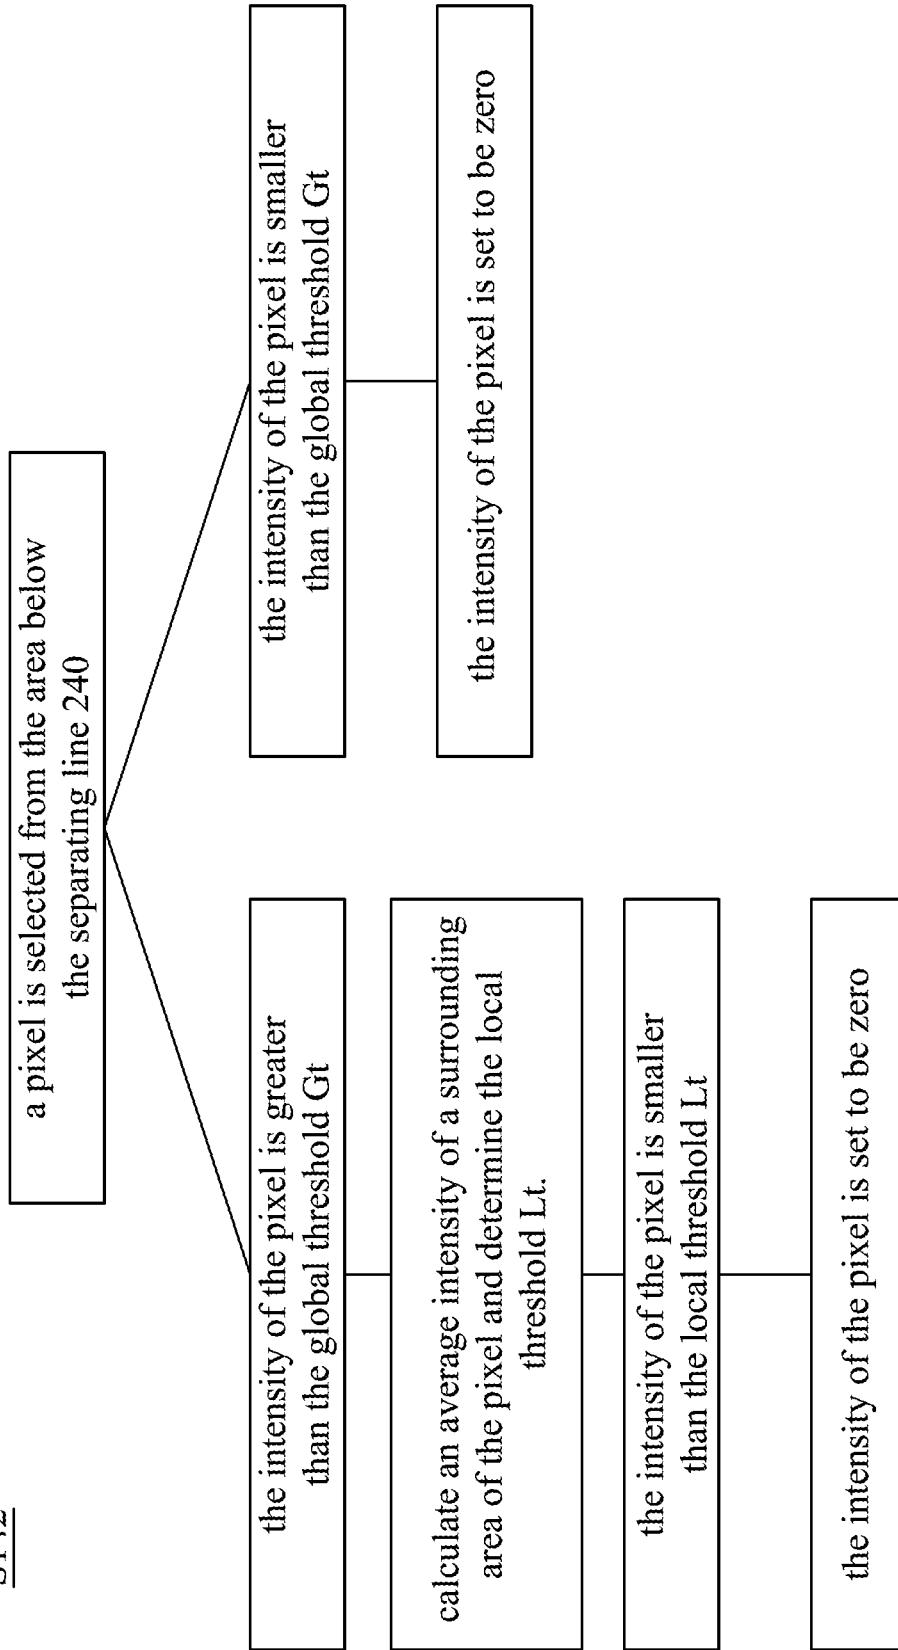 a pixel is selected from the area below
the separating line 240
the intensity of the pixel is greater
than the global threshold Gt
calculate an average intensity of a surrounding
area of the pixel and determine the local
threshold Lt.
the intensity of the pixel is smaller
than the local threshold Lt
the intensity of the pixel is set to be zero
the intensity of the pixel is smaller
than the global threshold Gt
the intensity of the pixel is set to be zero